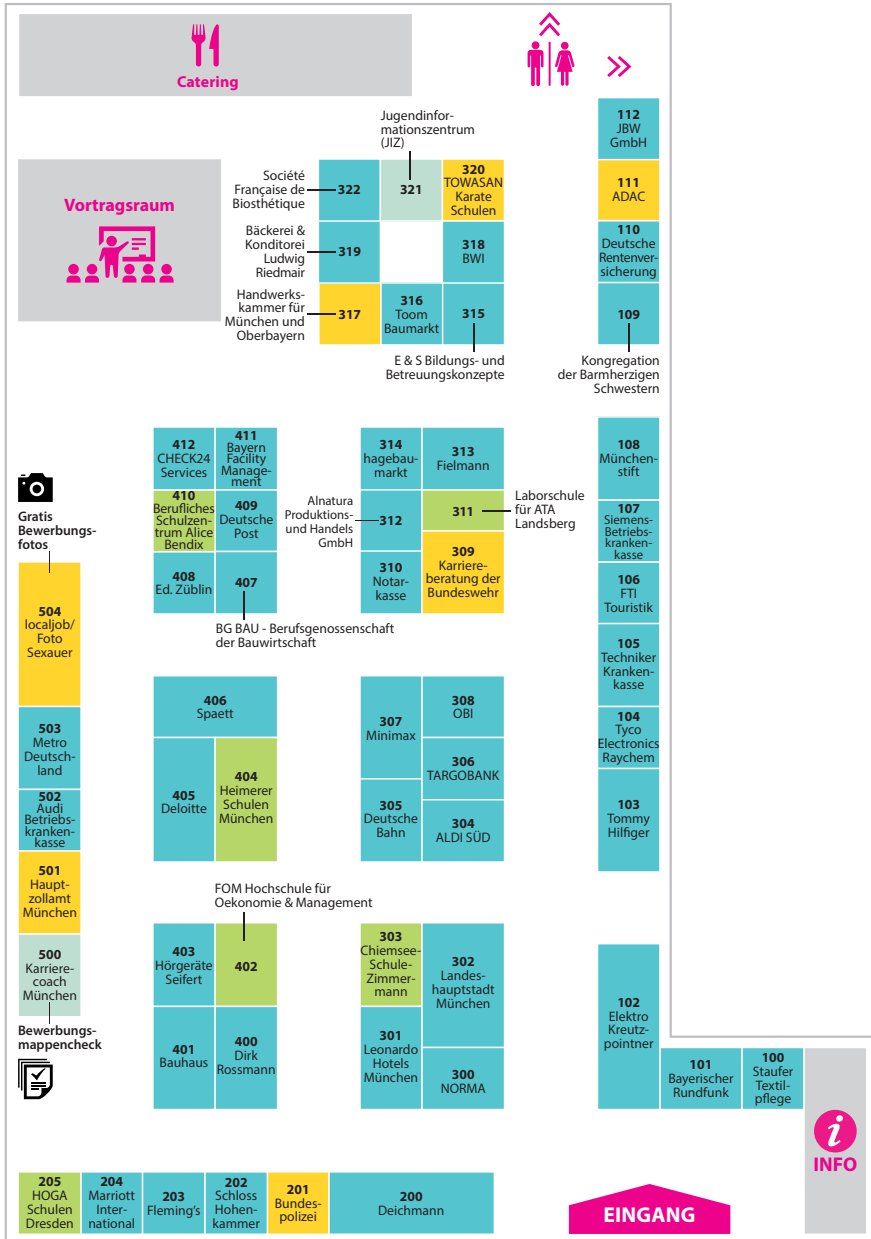 Catering
112
JBW
GmbH
111
ADAC
110
Deutsche
Rentenver-
sicherung
109
Kongregation
der Barmherzigen
Schwestern
Jugendinfor-
mationszentrum
(JIZ)
Société
Française de
Biosthétique
322
321
320
TOWASAN
Karate
Schulen
Bäckerei &
Konditorei
Ludwig
Riedmair
319
318
BWI
Handwerks-
kammer für
München und
Oberbayern
317
316
Toom
Baumarkt
315
E & S Bildungs- und
Betreuungskonzepte
Vortragsraum
412
CHECK24
Services
411
Bayern
Facility
Manage-
ment
410
Berufliches
Schulzen-
trum Alice
Bendix
409
Deutsche
Post
408
Ed. Züblin
407
BG BAU - Berufsgenossenschaft
der Bauwirtschaft
314
hagebau-
markt
313
Fielmann
Alnatura
Produktions-
und Handels
GmbH
312
311
Laborschule
für ATA
Landsberg
310
Notar-
kasse
309
Karriere-
beratung der
Bundeswehr
108
München-
stift
107
Siemens-
Betriebs-
kranken-
kasse
106
FTI
Touristik
105
Techniker
Kranken-
kasse
104
Tyco
Electronics
Raychem
103
Tommy
Hilfiger
Gratis
Bewerbungs-
fotos
504
localjob/
Foto
Sexauer
503
Metro
Deutsch-
land
502
Audi
Betriebs-
kranken-
kasse
501
Haupt-
zollamt
München
500
Karriere-
coach
München
Bewerbungs-
mappencheck
406
Spaett
405
Deloitte
404
Heimerer
Schulen
München
307
Minimax
308
OBI
306
TARGOBANK
305
Deutsche
Bahn
304
ALDI SÜD
FOM Hochschule für
Oekonomie & Management
403
Hörgeräte
Seifert
402
401
Bauhaus
400
Dirk
Rossmann
303
Chiemsee-
Schule-
Zimmer-
mann
302
Landes-
hauptstadt
München
301
Leonardo
Hotels
München
300
NORMA
102
Elektro
Kreutz-
pointner
101
Bayerischer
Rundfunk
100
Staufer
Textil-
pflege
i
INFO
205
HOGA
Schulen
Dresden
204
Marriott
Inter-
national
203
Fleming's
202
Schloss
Hohen-
kammer
201
Bundes-
polizei
200
Deichmann
EINGANG